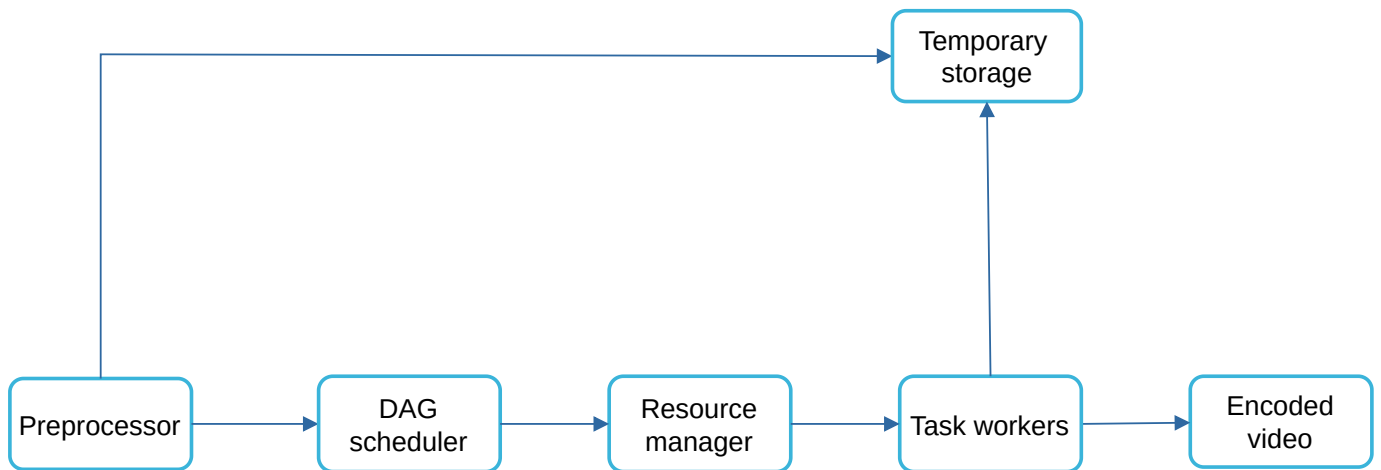 Temporary
storage
Preprocessor
DAG
scheduler
Resource
manager
Task workers
Encoded
video